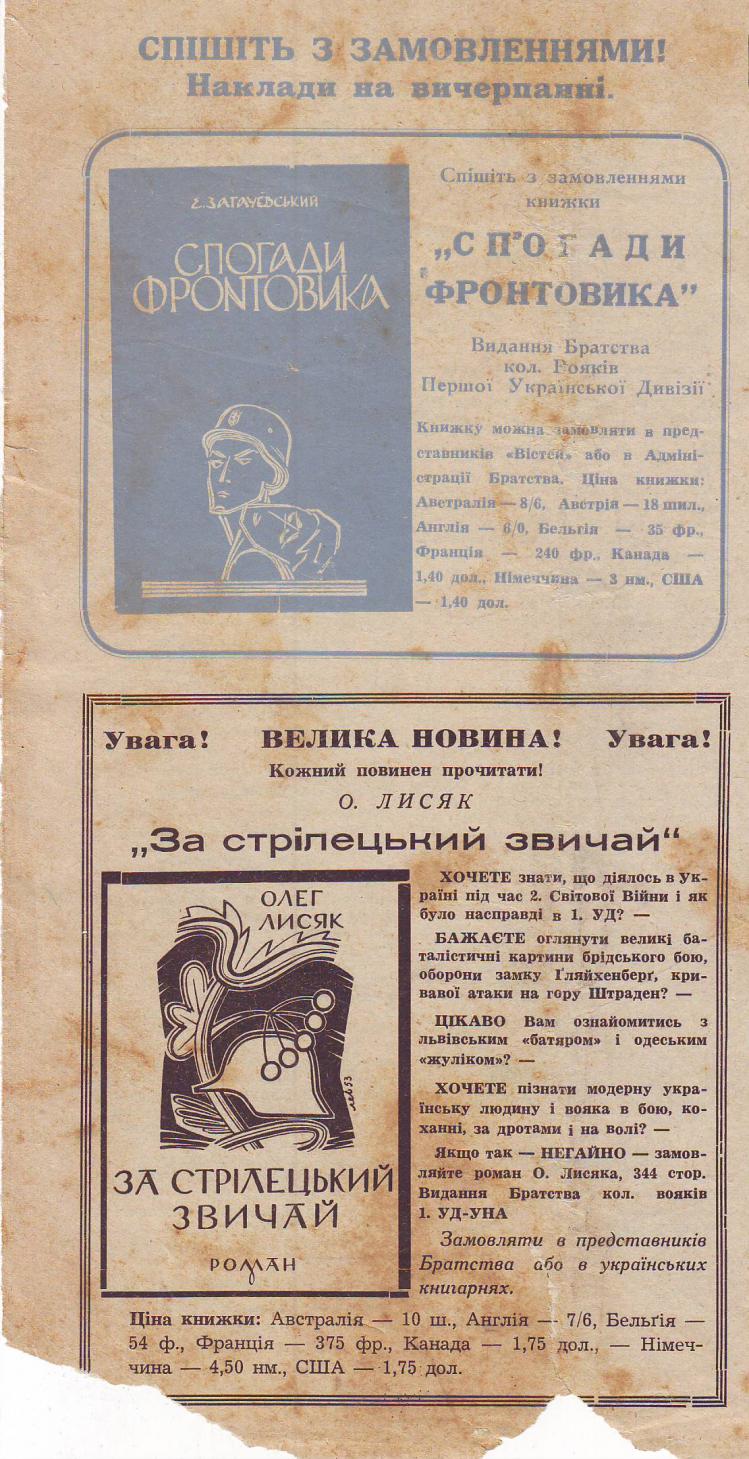 СПІШІТЬ З ЗАМОВЛЕННЯМИ!
Наклади на вичерпанні.
Є. ЗАГАЧЕВСЬКИЙ
СПОГАДИ
ФРОНТОВИКА
Спішіть з замовленнями
книжки
„СПОГАДИ
ФРОНТОВИКА”
Видання Братства
кол. Вояків
Першої Української Дивізії
Книжку можна замовляти в пред-
ставників «Вістей» або в Адміні-
страції Братства. Ціна книжки:
Австралія — 8/6, Австрія — 18 шил.,
Англія — 6/0, Бельгія — 35 фр.,
Франція — 240 фр., Канада —
1,40 дол., Німеччина — 3 нм., США
— 1,40 дол.
Увага! ВЕЛИКА НОВИНА! Увага!
Кожний повинен прочитати!
О. ЛИСЯК
„За стрілецький звичай“
ОЛЕГ
ЛИСЯК
лев 53
ЗА СТРІЛЕЦЬКИЙ
ЗВИЧАЙ
РОМАН
ХОЧЕТЕ знати, що діялось в Ук-
раїні під час 2. Світової Війни і як
було насправді в 1. УД? —
БАЖАЄТЕ оглянути великі ба-
талістичні картини брідського бою,
оборони замку Ґляйхенберґ, кри-
вавої атаки на гору Штраден? —
ЦІКАВО Вам ознайомитись з
львівським «батяром» і одеським
«жуліком»? —
ХОЧЕТЕ пізнати модерну укра-
їнську людину і вояка в бою, ко-
ханні, за дротами і на волі? —
Якщо так — НЕГАЙНО — замов-
ляйте роман О. Лисяка, 344 стор.
Видання Братства кол. вояків
1. УД-УНА
Замовляти в представників
Братства або в українських
книгарнях.
Ціна книжки: Австралія — 10 ш., Англія — 7/6, Бельґія —
54 ф., Франція — 375 фр., Канада — 1,75 дол., — Німеч-
чина — 4,50 нм., США — 1,75 дол.